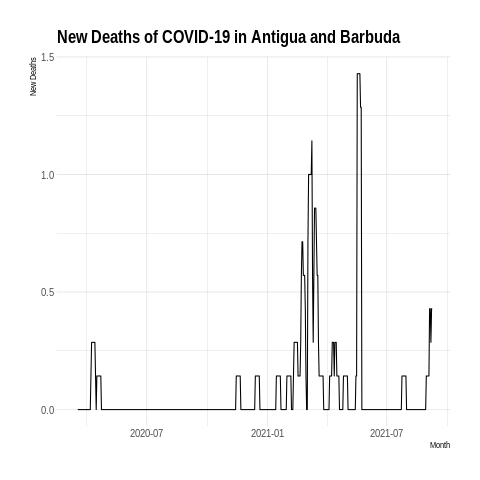 New Deaths of COVID-19 in Antigua and Barbuda
New Deaths
1.5
1.0
0.5
0.0
2020-07
2021-01
2021-07
Month